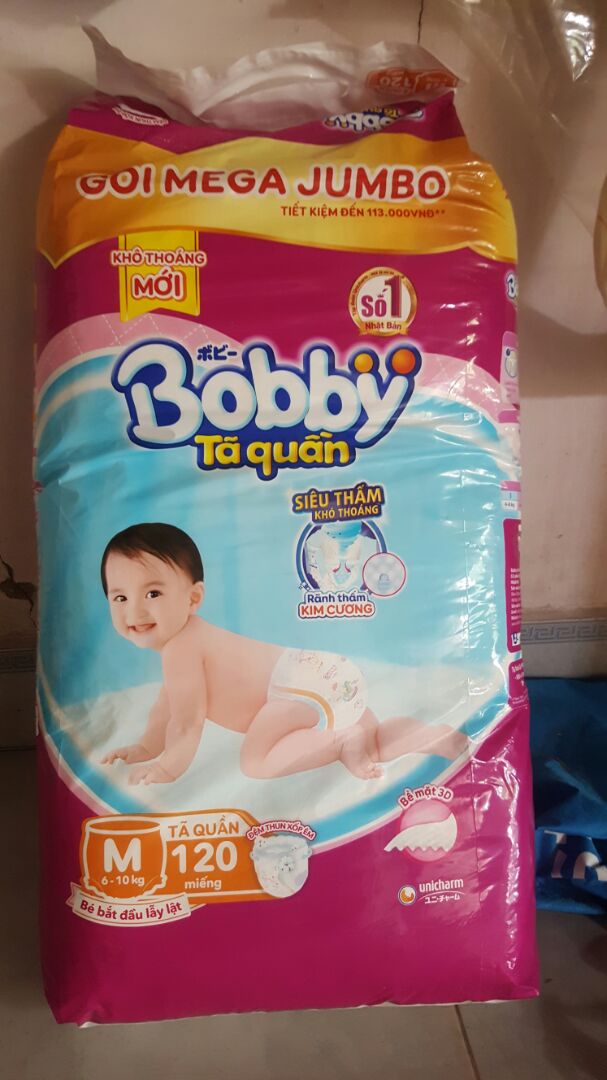 GÓI MEGA JUMBO
TIẾT KIỆM ĐẾN 113.000VNĐ**
KHÔ THOÁNG
MỚI
Số 1
Nhật Bản
ボビー
Bobby
Tã quần
SIÊU THẤM
KHÔ THOÁNG
Rãnh thấm
KIM CƯƠNG
Bề mặt 3D
M
6 - 10 kg
TÃ QUẦN
120
miếng
ĐỆM THUN XỐP ÊM
Bé bắt đầu lẫy lật
unicharm
ユニ・チャーム